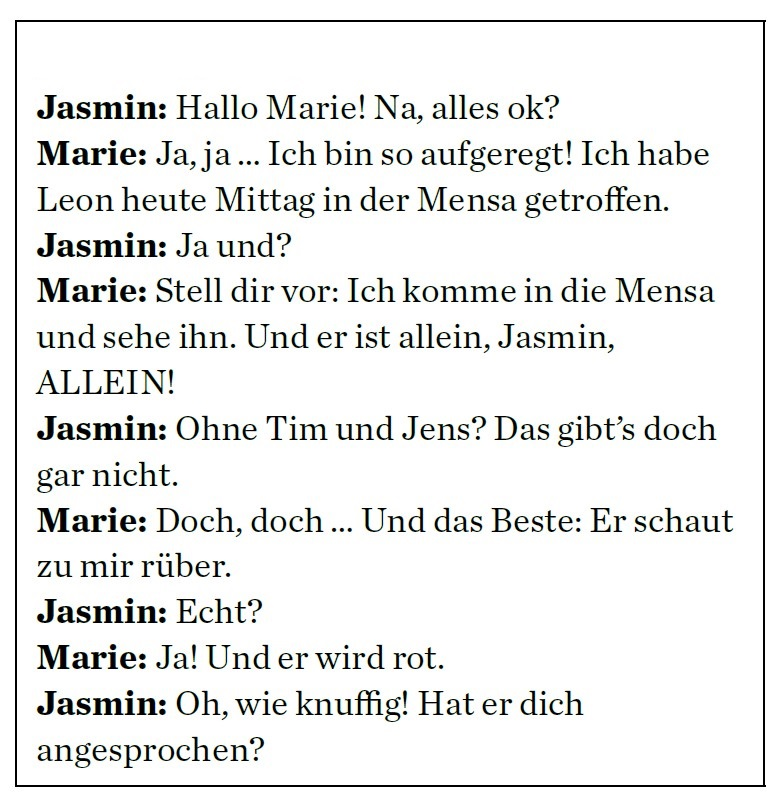 Jasmin: Hallo Marie! Na, alles ok?
Marie: Ja, ja ... Ich bin so aufgeregt! Ich habe
Leon heute Mittag in der Mensa getroffen.
Jasmin: Ja und?
Marie: Stell dir vor: Ich komme in die Mensa
und sehe ihn. Und er ist allein, Jasmin,
ALLEIN!
Jasmin: Ohne Tim und Jens? Das gibt’s doch
gar nicht.
Marie: Doch, doch ... Und das Beste: Er schaut
zu mir rüber.
Jasmin: Echt?
Marie: Ja! Und er wird rot.
Jasmin: Oh, wie knuffig! Hat er dich
angesprochen?